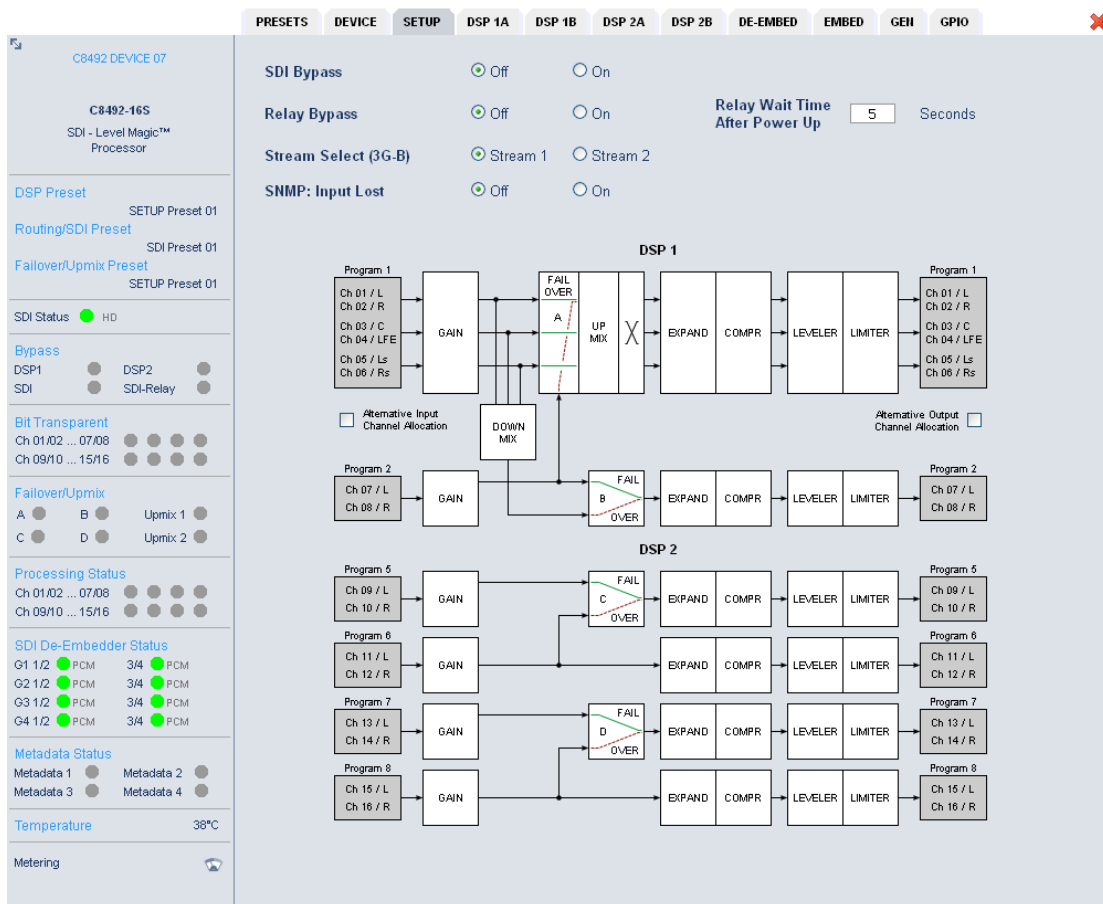 PRESETS DEVICE SETUP DSP 1A DSP 1B DSP 2A DSP 2B DE-EMBED EMBED GEN GPIO
C8492 DEVICE 07
C8492-16S
SDI - Level Magic™
Processor
DSP Preset
SETUP Preset 01
Routing/SDI Preset
SDI Preset 01
Failover/Upmix Preset
SETUP Preset 01
SDI Status HD
Bypass
DSP1 DSP2
SDI SDI-Relay
Bit Transparent
Ch 01/02 ... 07/08
Ch 09/10 ... 15/16
Failover/Upmix
A B Upmix 1
C D Upmix 2
Processing Status
Ch 01/02 ... 07/08
Ch 09/10 ... 15/16
SDI De-Embedder Status
G1 1/2 PCM 3/4 PCM
G2 1/2 PCM 3/4 PCM
G3 1/2 PCM 3/4 PCM
G4 1/2 PCM 3/4 PCM
Metadata Status
Metadata 1 Metadata 2
Metadata 3 Metadata 4
Temperature 38°C
Metering
SDI Bypass Off On
Relay Bypass Off On
Relay Wait Time
After Power Up 5 Seconds
Stream Select (3G-B) Stream 1 Stream 2
SNMP: Input Lost Off On
DSP 1
Program 1
Ch 01 / L
Ch 02 / R
Ch 03 / C
Ch 04 / LFE
Ch 05 / Ls
Ch 06 / Rs
GAIN
FAIL
OVER
A
UP
MIX
EXPAND COMPR LEVELER LIMITER
Program 1
Ch 01 / L
Ch 02 / R
Ch 03 / C
Ch 04 / LFE
Ch 05 / Ls
Ch 06 / Rs
Alternative Input
Channel Allocation
DOWN
MIX
Alternative Output
Channel Allocation
Program 2
Ch 07 / L
Ch 08 / R
GAIN
FAIL
B
OVER
EXPAND COMPR LEVELER LIMITER
Program 2
Ch 07 / L
Ch 08 / R
DSP 2
Program 5
Ch 09 / L
Ch 10 / R
GAIN
FAIL
C
OVER
EXPAND COMPR LEVELER LIMITER
Program 5
Ch 09 / L
Ch 10 / R
Program 6
Ch 11 / L
Ch 12 / R
GAIN
EXPAND COMPR LEVELER LIMITER
Program 6
Ch 11 / L
Ch 12 / R
Program 7
Ch 13 / L
Ch 14 / R
GAIN
FAIL
D
OVER
EXPAND COMPR LEVELER LIMITER
Program 7
Ch 13 / L
Ch 14 / R
Program 8
Ch 15 / L
Ch 16 / R
GAIN
EXPAND COMPR LEVELER LIMITER
Program 8
Ch 15 / L
Ch 16 / R